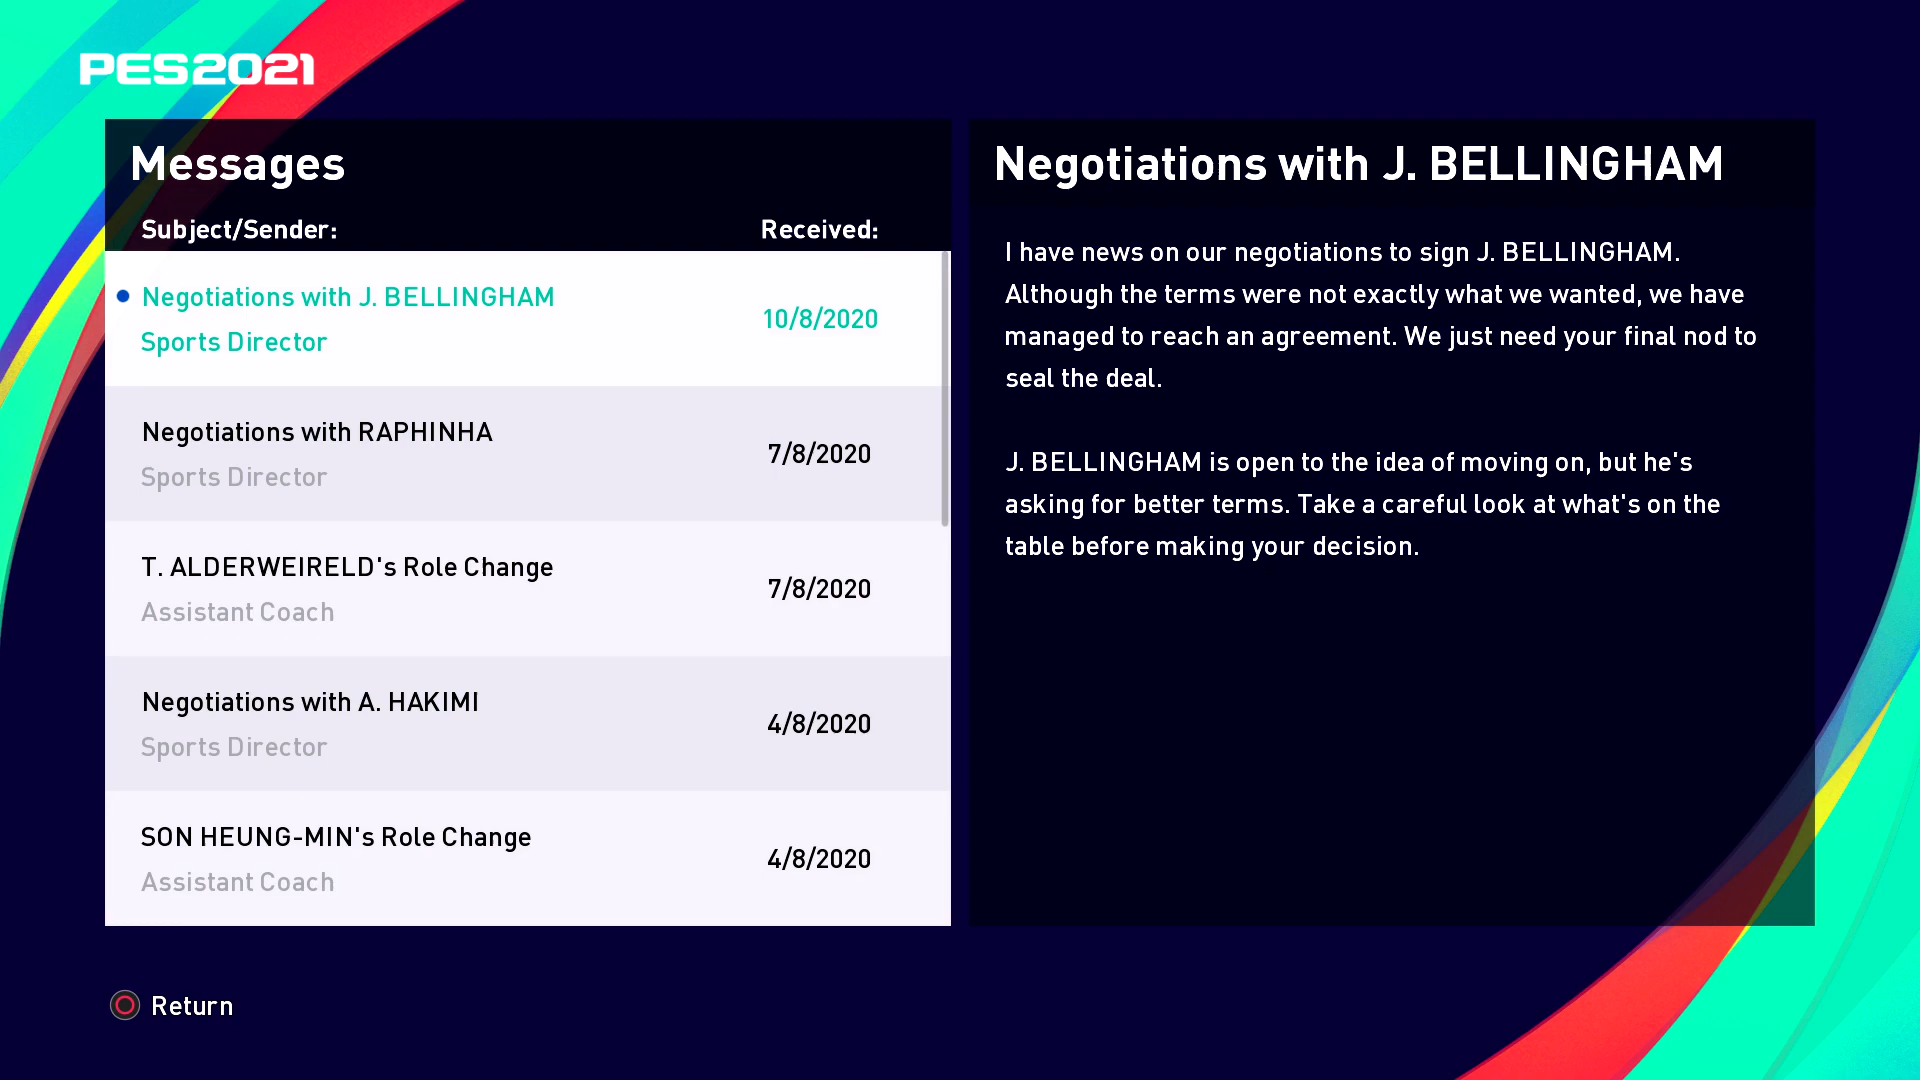 PES2021
Messages
Subject/Sender: Received:
Negotiations with J. BELLINGHAM
Sports Director
10/8/2020
Negotiations with RAPHINHA
Sports Director
7/8/2020
T. ALDERWEIRELD's Role Change
Assistant Coach
7/8/2020
Negotiations with A. HAKIMI
Sports Director
4/8/2020
SON HEUNG-MIN's Role Change
Assistant Coach
4/8/2020
Negotiations with J. BELLINGHAM
I have news on our negotiations to sign J. BELLINGHAM.
Although the terms were not exactly what we wanted, we have
managed to reach an agreement. We just need your final nod to
seal the deal.
J. BELLINGHAM is open to the idea of moving on, but he's
asking for better terms. Take a careful look at what's on the
table before making your decision.
Return